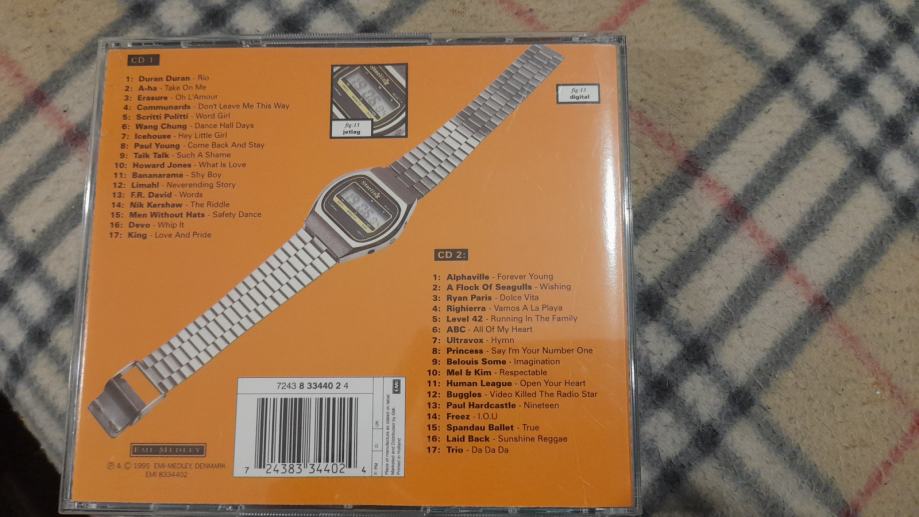 CD 1
1: Duran Duran - Rio
2: A-ha - Take On Me
3: Erasure - Oh L'Amour
4: Communards - Don't Leave Me This Way
5: Scritti Politti - Word Girl
6: Wang Chung - Dance Hall Days
7: Icehouse - Hey Little Girl
8: Paul Young - Come Back And Stay
9: Talk Talk - Such A Shame
10: Howard Jones - What Is Love
11: Bananarama - Shy Boy
12: Limahl - Neverending Story
13: F.R. David - Words
14: Nik Kershaw - The Riddle
15: Men Without Hats - Safety Dance
16: Devo - Whip It
17: King - Love And Pride
fig:11
jetlag
fig:11
digital
CD 2:
1: Alphaville - Forever Young
2: A Flock Of Seagulls - Wishing
3: Ryan Paris - Dolce Vita
4: Righierra - Vamos A La Playa
5: Level 42 - Running In The Family
6: ABC - All Of My Heart
7: Ultravox - Hymn
8: Princess - Say I'm Your Number One
9: Belouis Some - Imagination
10: Mel & Kim - Respectable
11: Human League - Open Your Heart
12: Buggles - Video Killed The Radio Star
13: Paul Hardcastle - Nineteen
14: Freez - I.O.U
15: Spandau Ballet - True
16: Laid Back - Sunshine Reggae
17: Trio - Da Da Da
7243 8 33440 2 4
7 24383 34402 4
EMI
Printed in Holland
EMI-MEDLEY
℗ & © 1995 EMI-MEDLEY, DENMARK
EMI 8334402